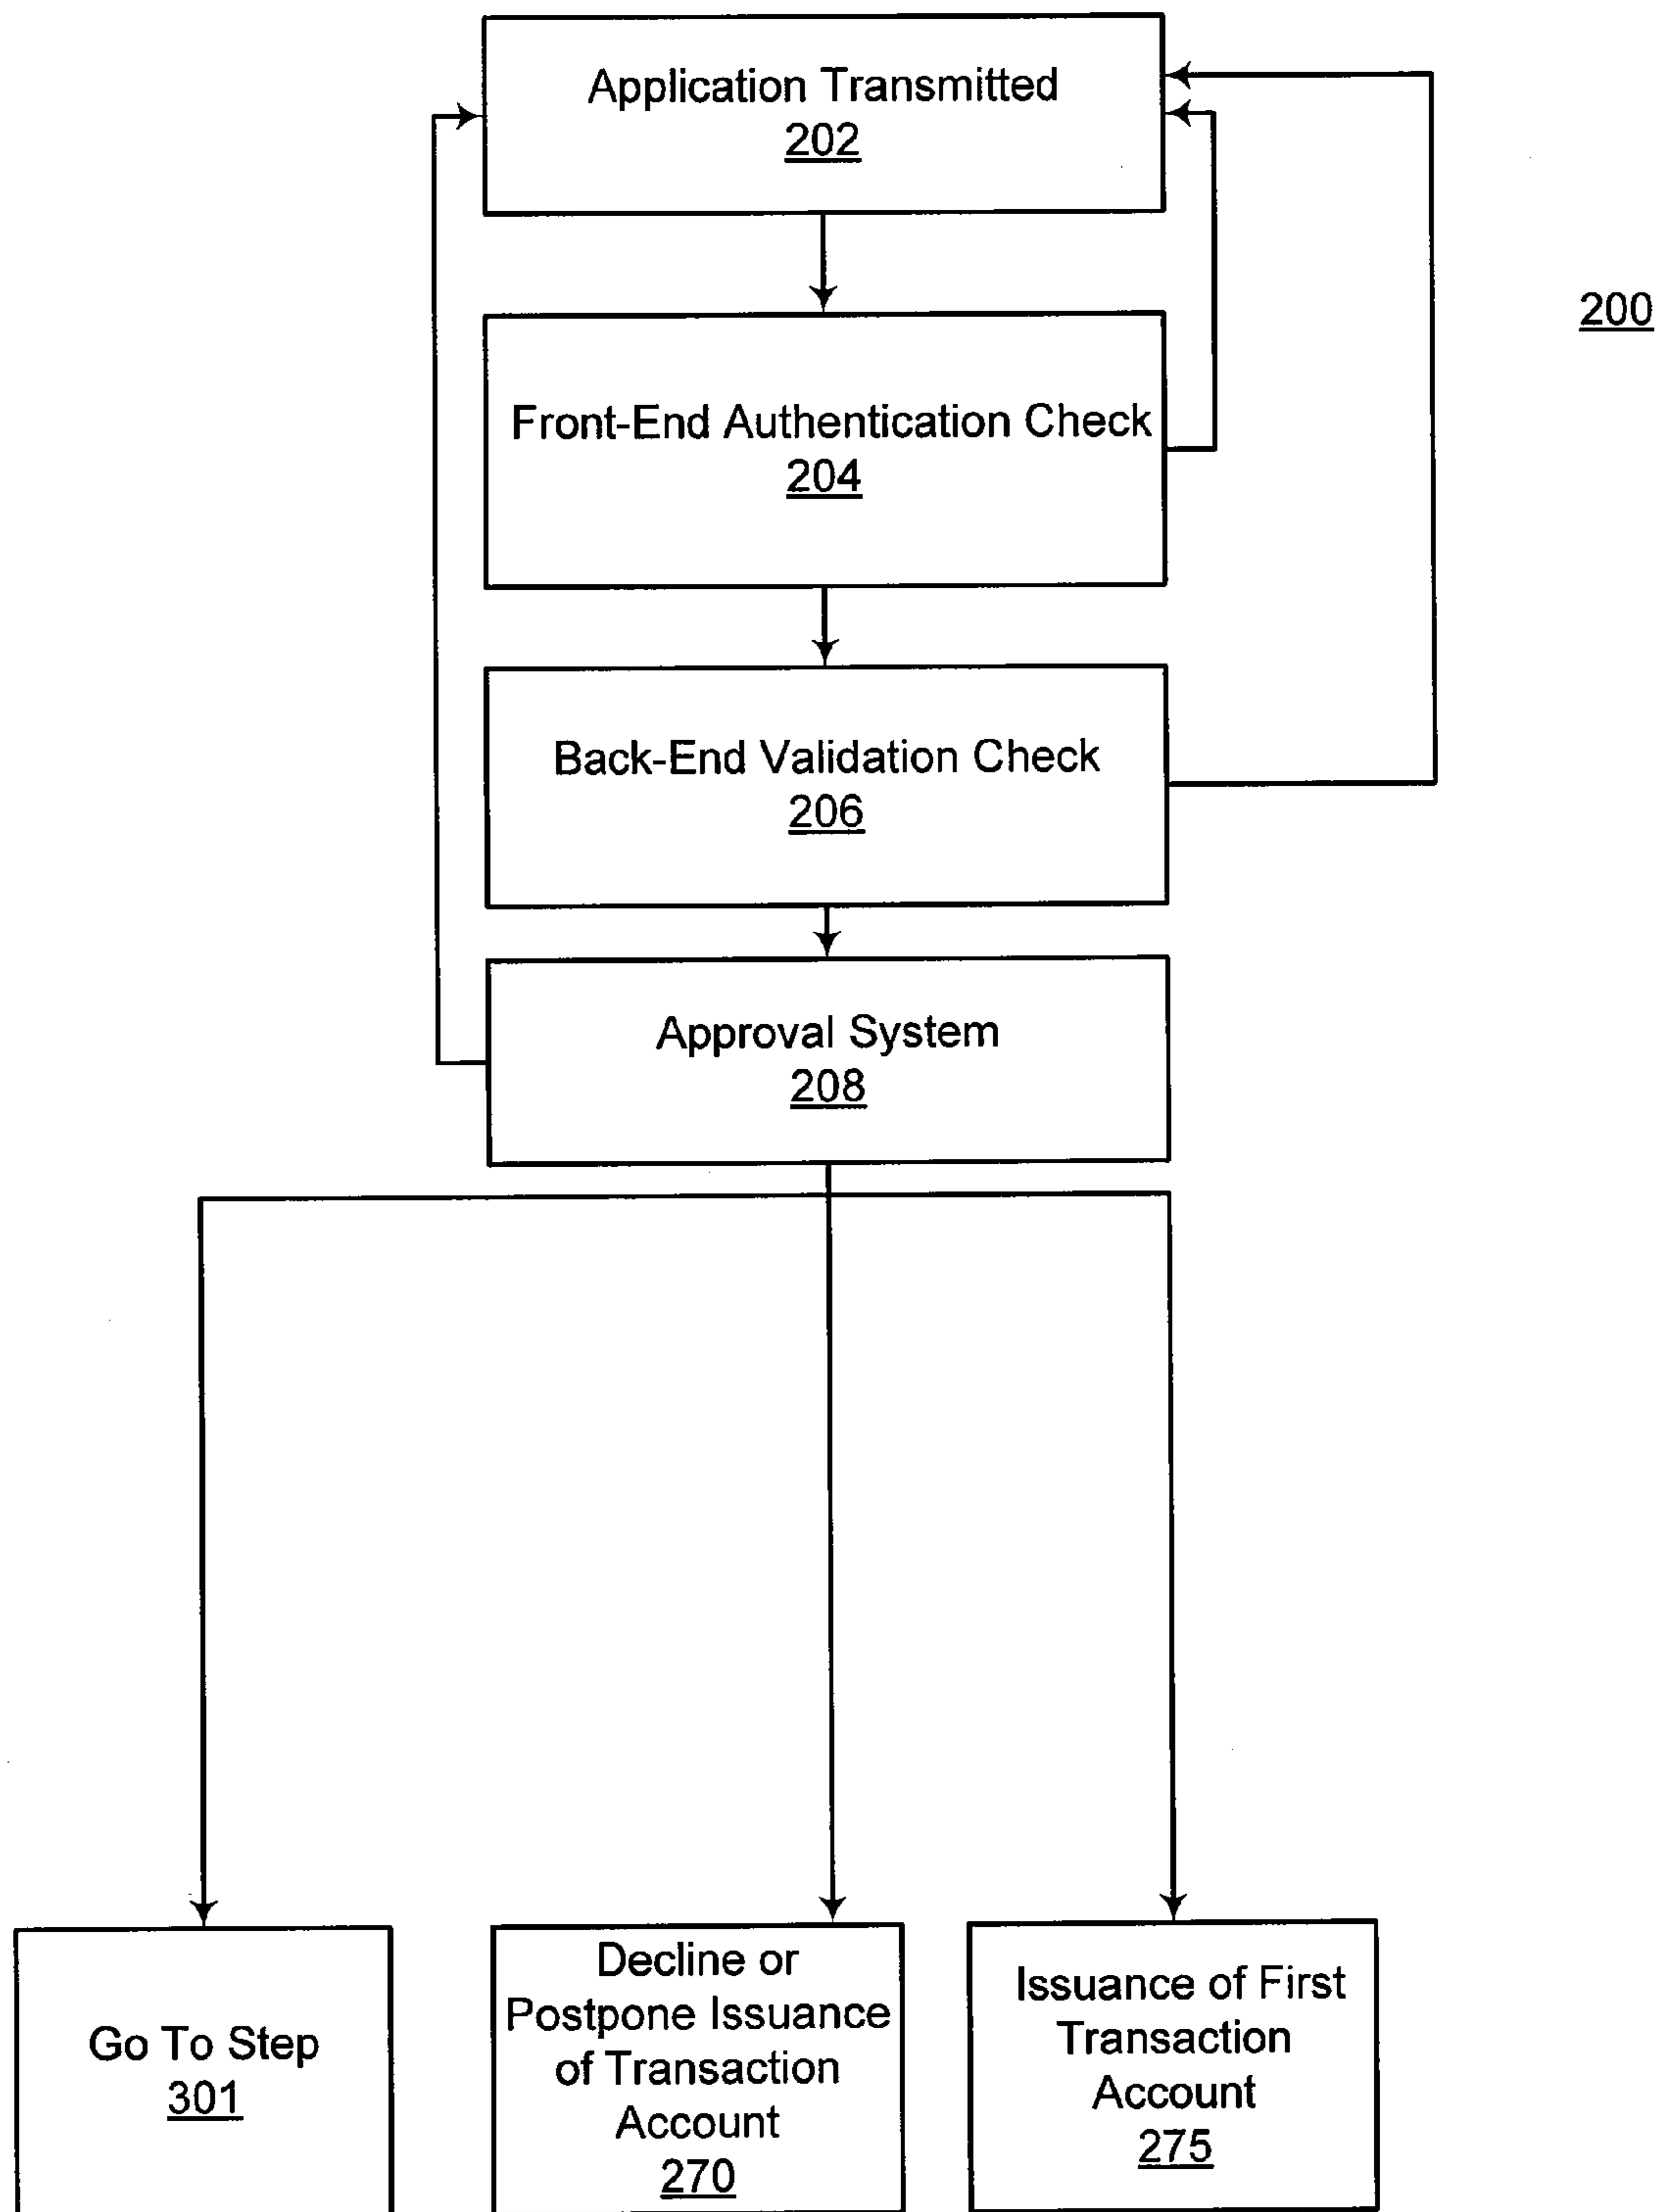 Application Transmitted
202
200
Front-End Authentication Check
204
Back-End Validation Check
206
Approval System
208
Go To Step
301
Decline or
Postpone Issuance
of Transaction
Account
270
Issuance of First
Transaction
Account
275